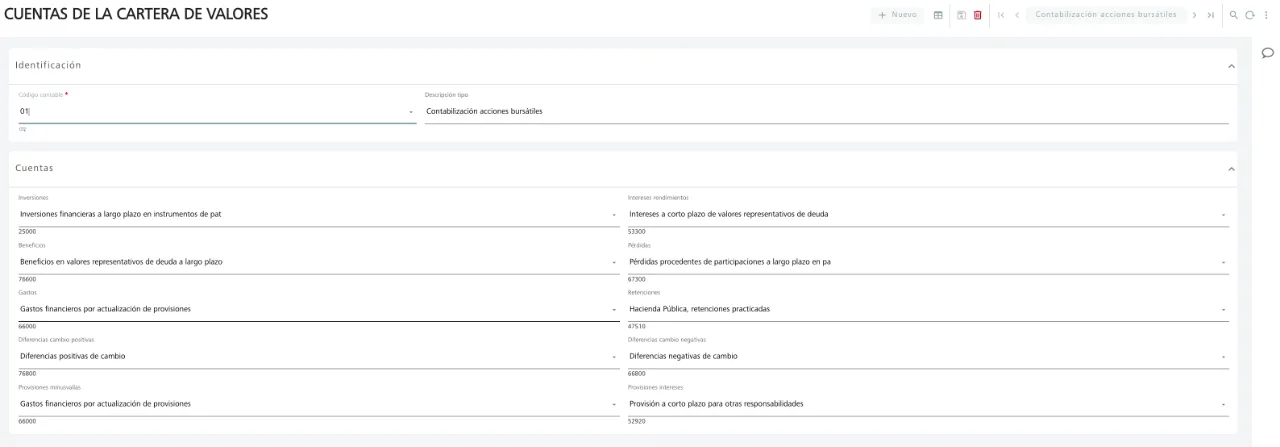 CUENTAS DE LA CARTERA DE VALORES
+ Nuevo
Contabilización acciones bursátiles
Identificación
Código contable *
Descripción tipo
01
Contabilización acciones bursátiles
Cuentas
Inversiones
Intereses rendimientos
Inversiones financieras a largo plazo en instrumentos de pat
Intereses a corto plazo de valores representativos de deuda
25000
53300
Beneficios
Pérdidas
Beneficios en valores representativos de deuda a largo plazo
Pérdidas procedentes de participaciones a largo plazo en pa
76600
67300
Gastos
Retenciones
Gastos financieros por actualización de provisiones
Hacienda Pública, retenciones practicadas
66000
47510
Diferencias cambio positivas
Diferencias cambio negativas
Diferencias positivas de cambio
Diferencias negativas de cambio
76800
66800
Provisiones minusvalías
Provisiones intereses
Gastos financieros por actualización de provisiones
Provisión a corto plazo para otras responsabilidades
66000
52920